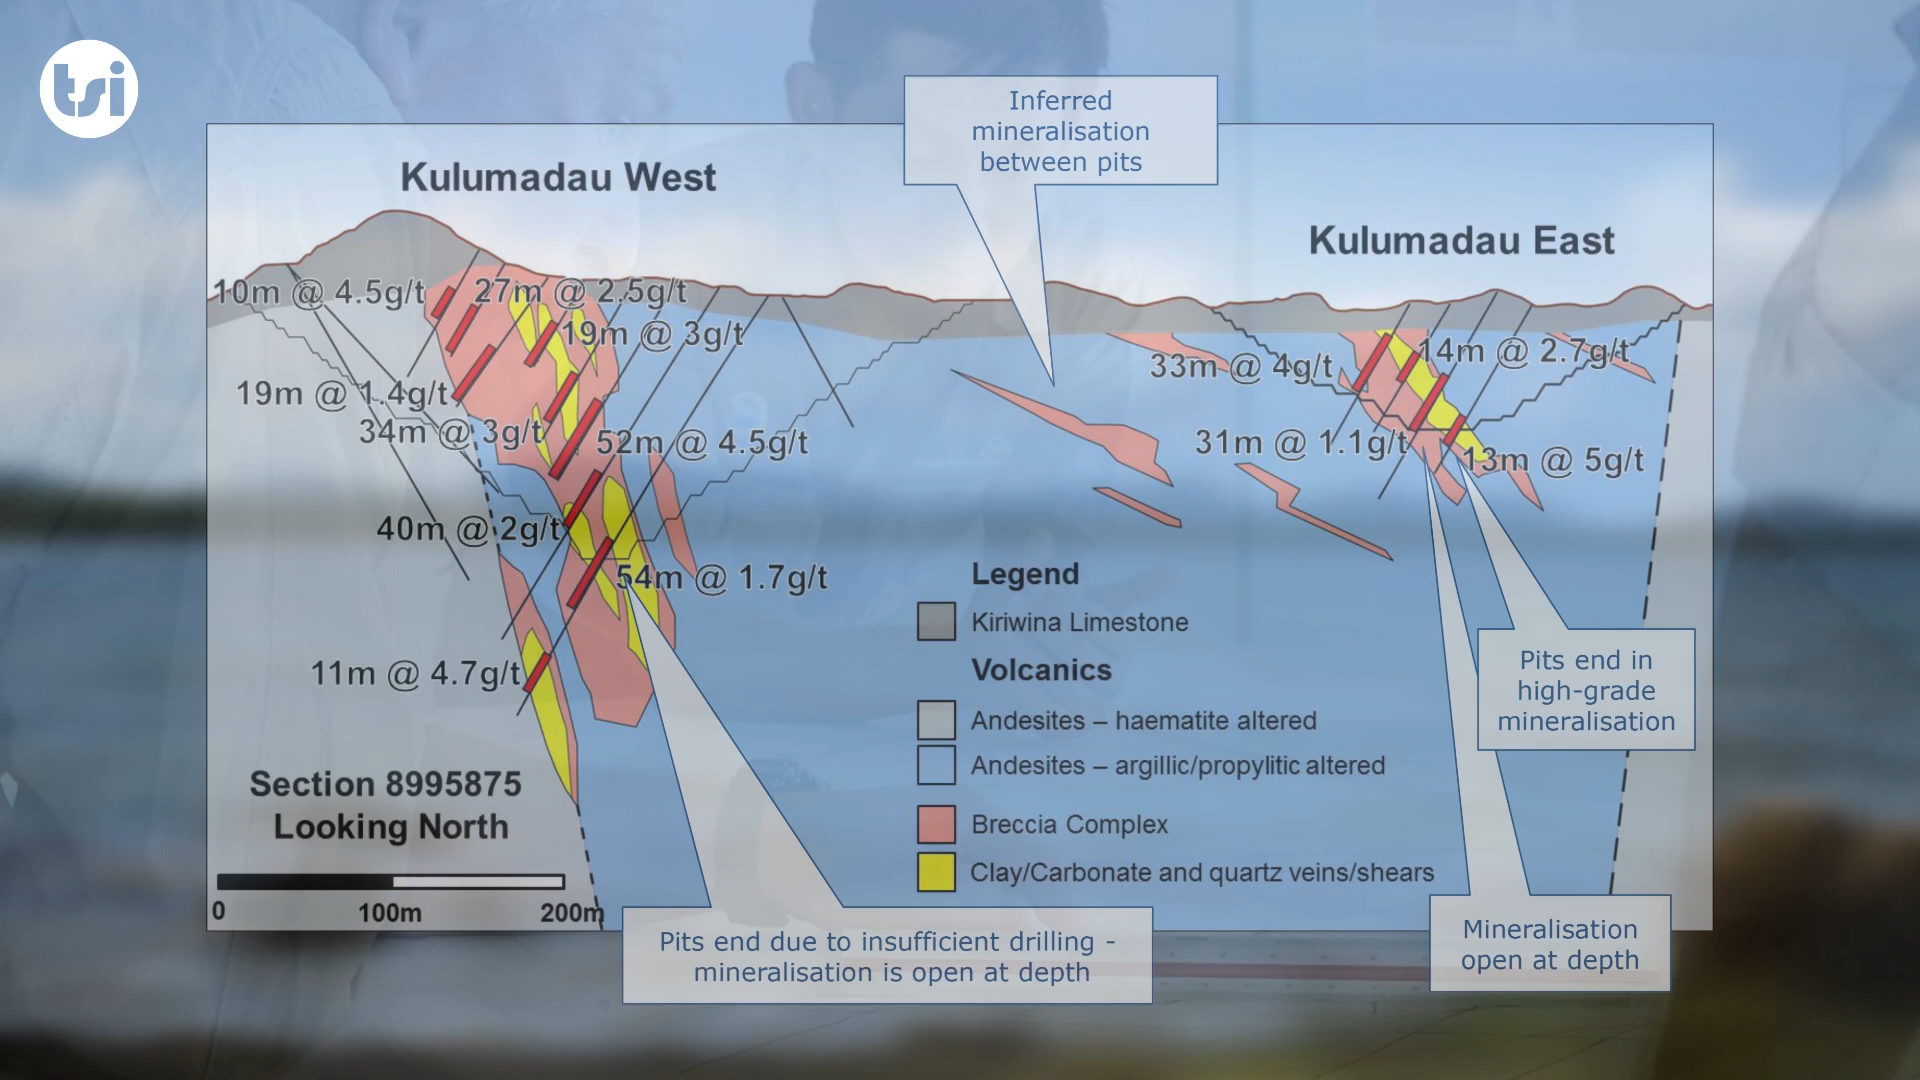 tsi
Inferred
mineralisation
between pits
Kulumadau West
Kulumadau East
10m @ 4.5g/t
27m @ 2.5g/t
19m @ 3g/t
19m @ 1.4g/t
34m @ 3g/t
52m @ 4.5g/t
40m @ 2g/t
54m @ 1.7g/t
11m @ 4.7g/t
33m @ 4g/t
14m @ 2.7g/t
31m @ 1.1g/t
13m @ 5g/t
Legend
Kiriwina Limestone
Volcanics
Andesites – haematite altered
Andesites – argillic/propylitic altered
Breccia Complex
Clay/Carbonate and quartz veins/shears
Pits end in
high-grade
mineralisation
Section 8995875
Looking North
0 100m 200m
Pits end due to insufficient drilling -
mineralisation is open at depth
Mineralisation
open at depth